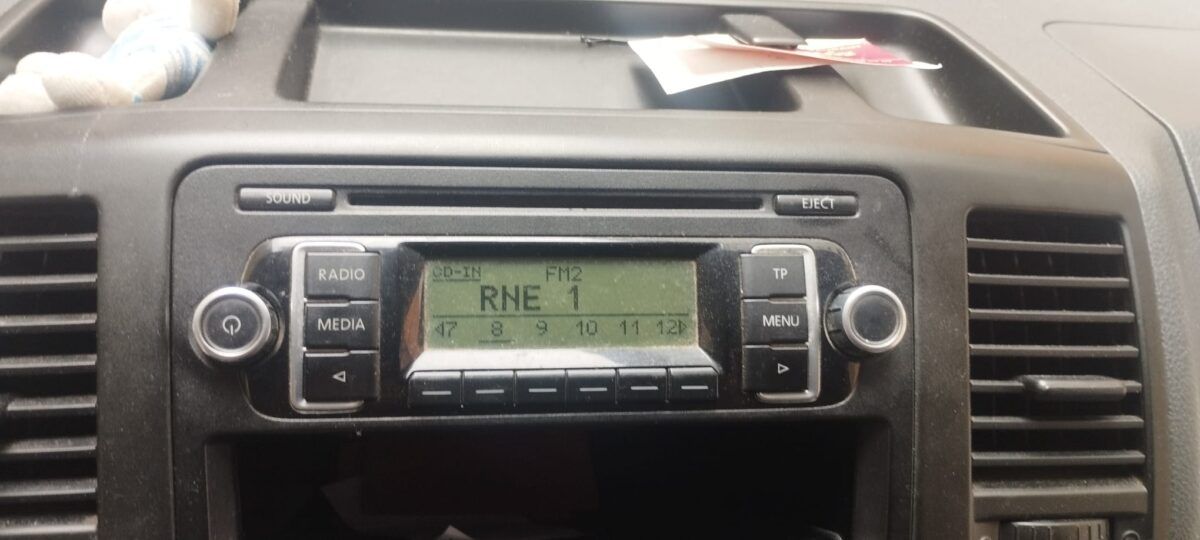 SOUND
EJECT
RADIO
MEDIA
CD-IN FM2
RNE 1
7 8 9 10 11 12
TP
MENU